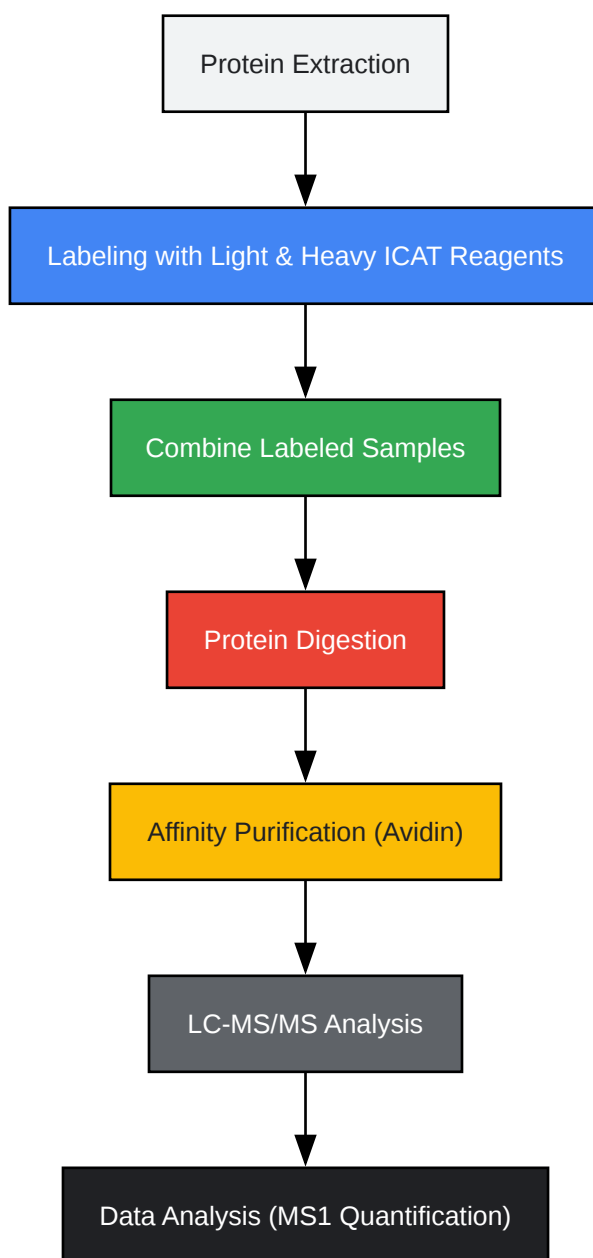 Protein Extraction
Labeling with Light & Heavy ICAT Reagents
Combine Labeled Samples
Protein Digestion
Affinity Purification (Avidin)
LC-MS/MS Analysis
Data Analysis (MS1 Quantification)